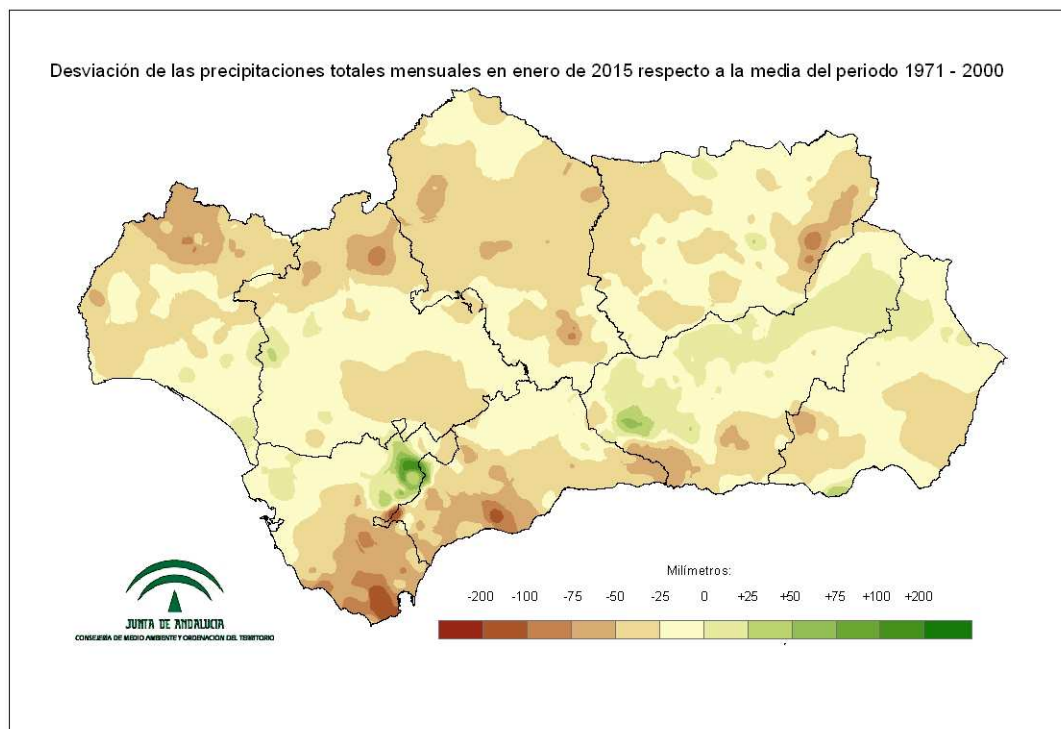 Desviación de las precipitaciones totales mensuales en enero de 2015 respecto a la media del periodo 1971 - 2000
Milímetros:
-200 -100 -75 -50 -25 0 +25 +50 +75 +100 +200
JUNTA DE ANDALUCIA
CONSEJERÍA DE MEDIO AMBIENTE Y ORDENACIÓN DEL TERRITORIO